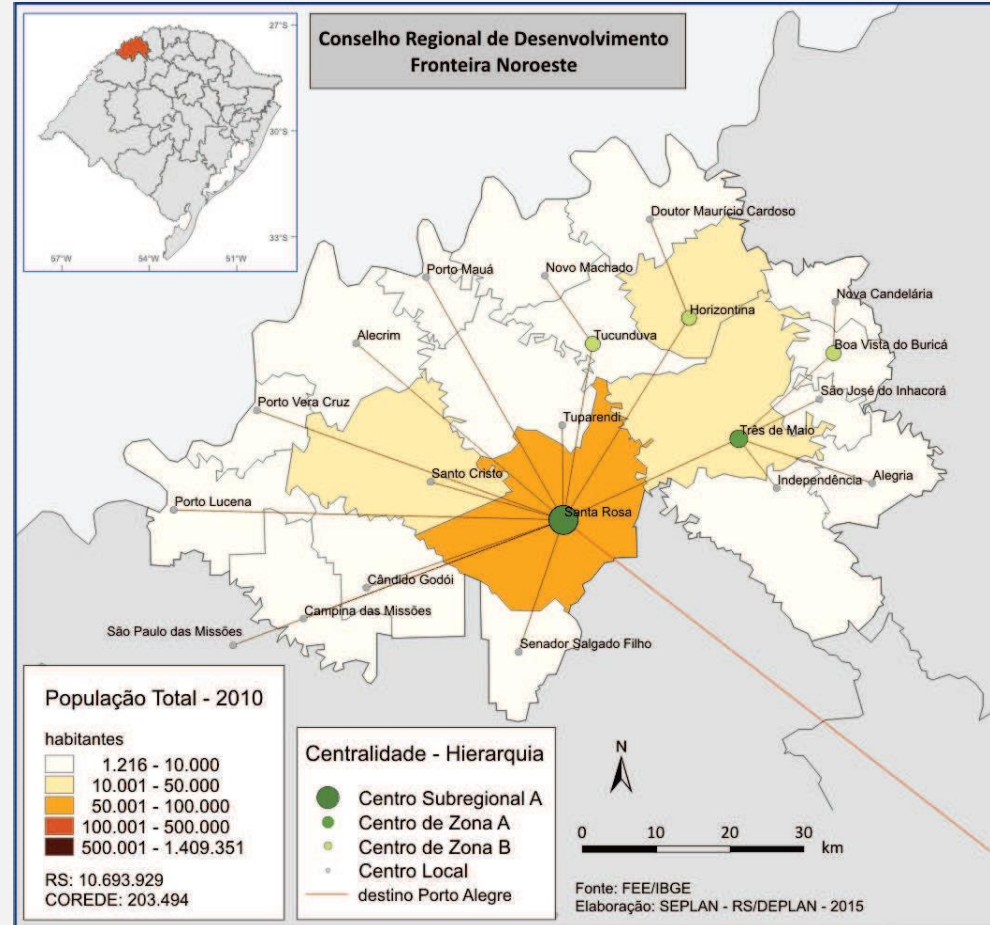 Conselho Regional de Desenvolvimento
Fronteira Noroeste
27°S
30°S
33°S
57°W
54°W
51°W
Doutor Maurício Cardoso
Porto Mauá
Novo Machado
Nova Candelária
Horizontina
Alecrim
Tucunduva
Boa Vista do Buricá
São José do Inhacorá
Porto Vera Cruz
Tuparendi
Três de Maio
Santo Cristo
Independência
Alegria
Porto Lucena
Santa Rosa
Cândido Godói
Campina das Missões
São Paulo das Missões
Senador Salgado Filho
População Total - 2010
habitantes
1.216 - 10.000
10.001 - 50.000
50.001 - 100.000
100.001 - 500.000
500.001 - 1.409.351
RS: 10.693.929
COREDE: 203.494
Centralidade - Hierarquia
Centro Subregional A
Centro de Zona A
Centro de Zona B
Centro Local
destino Porto Alegre
N
0 10 20 30
km
Fonte: FEE/IBGE
Elaboração: SEPLAN - RS/DEPLAN - 2015